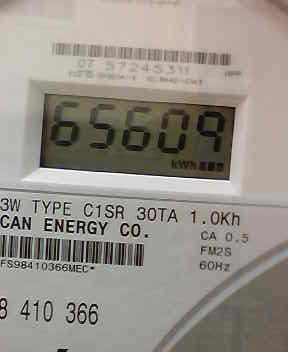 07 57245311
65609
kWh
3W TYPE C1SR 30TA 1.0Kh
CAN ENERGY CO.
CA 0.5
FM2S
60Hz
FS98410366MEC*
8 410 366